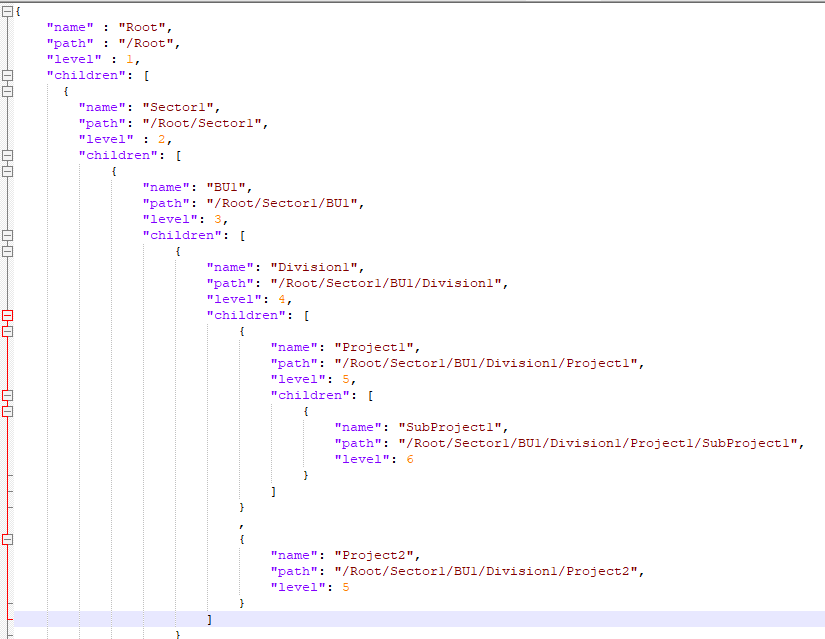 {
"name" : "Root",
"path" : "/Root",
"level" : 1,
"children": [
{
"name": "Sector1",
"path": "/Root/Sector1",
"level" : 2,
"children": [
{
"name": "BU1",
"path": "/Root/Sector1/BU1",
"level": 3,
"children": [
{
"name": "Division1",
"path": "/Root/Sector1/BU1/Division1",
"level": 4,
"children": [
{
"name": "Project1",
"path": "/Root/Sector1/BU1/Division1/Project1",
"level": 5,
"children": [
{
"name": "SubProject1",
"path": "/Root/Sector1/BU1/Division1/Project1/SubProject1",
"level": 6
}
]
}
,
{
"name": "Project2",
"path": "/Root/Sector1/BU1/Division1/Project2",
"level": 5
}
]
}